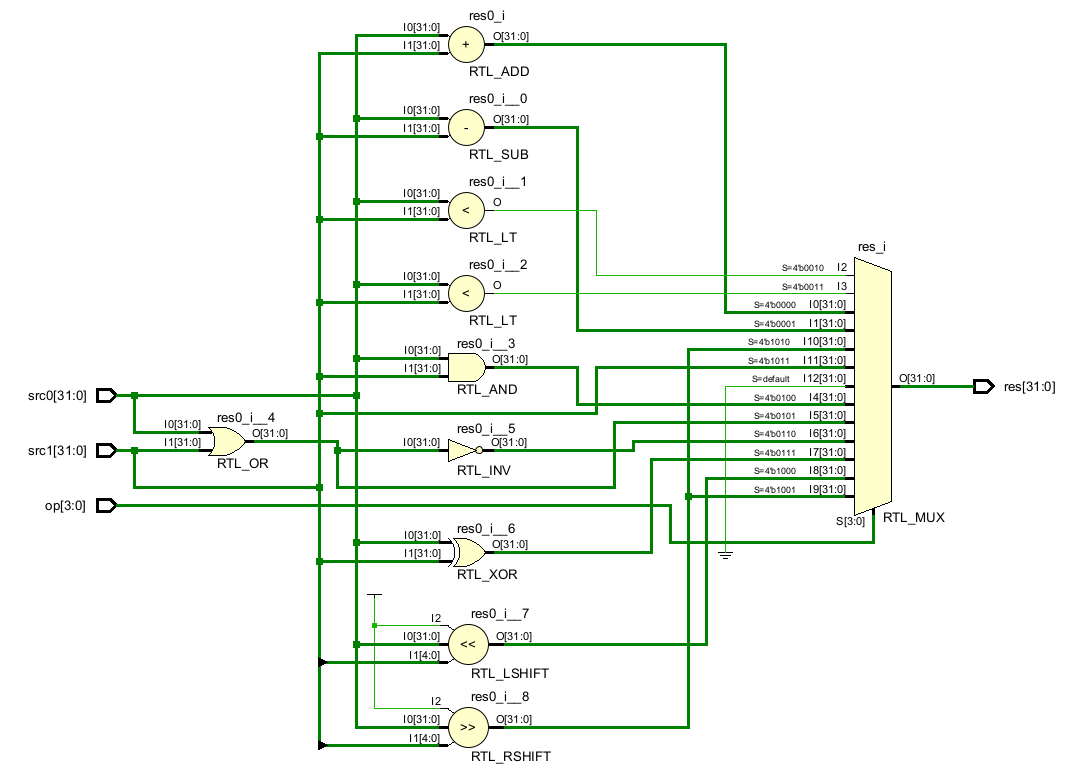 res0_i
I0[31:0]
I1[31:0]
+
O[31:0]
RTL_ADD
res0_i__0
I0[31:0]
I1[31:0]
-
O[31:0]
RTL_SUB
res0_i__1
I0[31:0]
I1[31:0]
<
O
RTL_LT
res0_i__2
I0[31:0]
I1[31:0]
<
O
RTL_LT
res0_i__3
I0[31:0]
I1[31:0]
O[31:0]
RTL_AND
src0[31:0]
src1[31:0]
op[3:0]
res0_i__4
I0[31:0]
I1[31:0]
O[31:0]
RTL_OR
res0_i__5
I0[31:0]
O[31:0]
RTL_INV
res0_i__6
I0[31:0]
I1[31:0]
O[31:0]
RTL_XOR
res0_i__7
I2
I0[31:0]
I1[4:0]
<<
O[31:0]
RTL_LSHIFT
res0_i__8
I2
I0[31:0]
I1[4:0]
>>
O[31:0]
RTL_RSHIFT
res_i
S=4'b0010 I2
S=4'b0011 I3
S=4'b0000 I0[31:0]
S=4'b0001 I1[31:0]
S=4'b1010 I10[31:0]
S=4'b1011 I11[31:0]
S=default I12[31:0]
S=4'b0100 I4[31:0]
S=4'b0101 I5[31:0]
S=4'b0110 I6[31:0]
S=4'b0111 I7[31:0]
S=4'b1000 I8[31:0]
S=4'b1001 I9[31:0]
S[3:0]
RTL_MUX
O[31:0]
res[31:0]